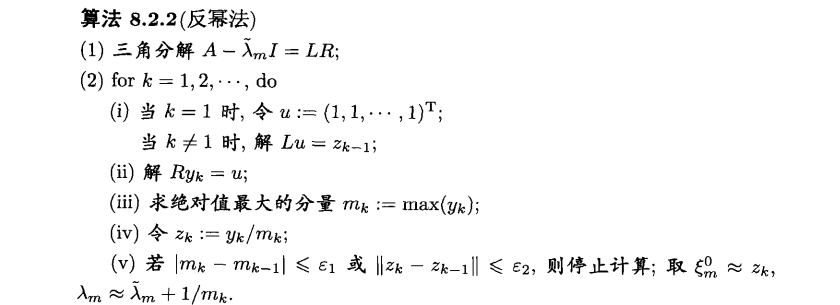 算法 8.2.2(反幂法)
(1) 三角分解 A − λ̃ₘI = LR;
(2) for k = 1, 2, ⋯, do
(i) 当 k = 1 时, 令 u := (1, 1, ⋯, 1)ᵀ;
当 k ≠ 1 时, 解 Lu = zₖ₋₁;
(ii) 解 Ryₖ = u;
(iii) 求绝对值最大的分量 mₖ := max(yₖ);
(iv) 令 zₖ := yₖ/mₖ;
(v) 若 |mₖ − mₖ₋₁| ⩽ ε₁ 或 ‖zₖ − zₖ₋₁‖ ⩽ ε₂, 则停止计算; 取 ξ⁰ₘ ≈ zₖ,
λₘ ≈ λ̃ₘ + 1/mₖ.